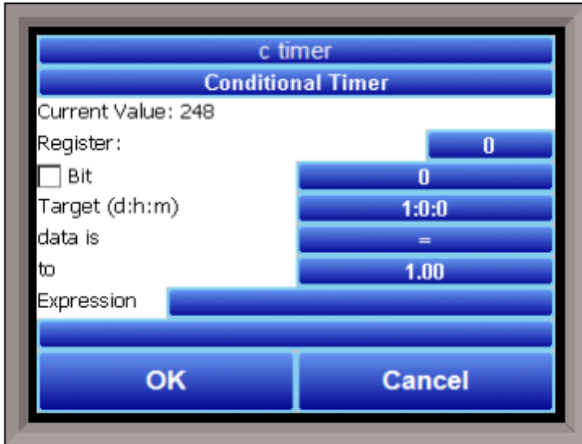 c timer
Conditional Timer
Current Value: 248
Register: 0
Bit 0
Target (d:h:m) 1:0:0
data is =
to 1.00
Expression
OK Cancel